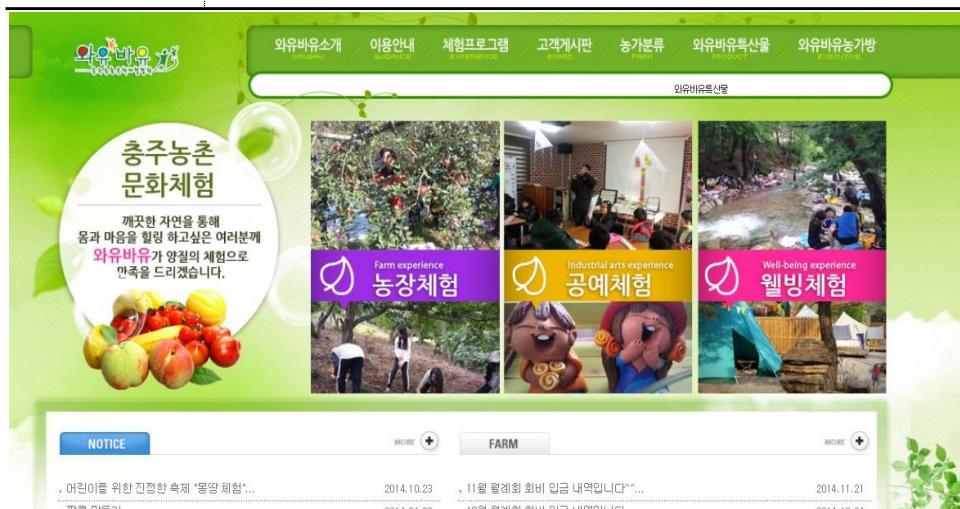 와유바유
와유바유소개 이용안내 체험프로그램 고객게시판 농가분류 와유바유특산물 와유바유농가방
GUIDANCE EXPERIENCE BOARD FARM PRODUCT EXECUTIVE
와유바유특산물
충주농촌
문화체험
깨끗한 자연을 통해
몸과 마음을 힐링 하고싶은 여러분께
와유바유가 양질의 체험으로
만족을 드리겠습니다.
Farm experience
농장체험
Industrial arts experience
공예체험
Well-being experience
웰빙체험
NOTICE MORE
FARM MORE
어린이를 위한 진정한 축제 "몽땅 체험"... 2014.10.23
11월 월례회 회비 입금 내역입니다^^... 2014.11.21